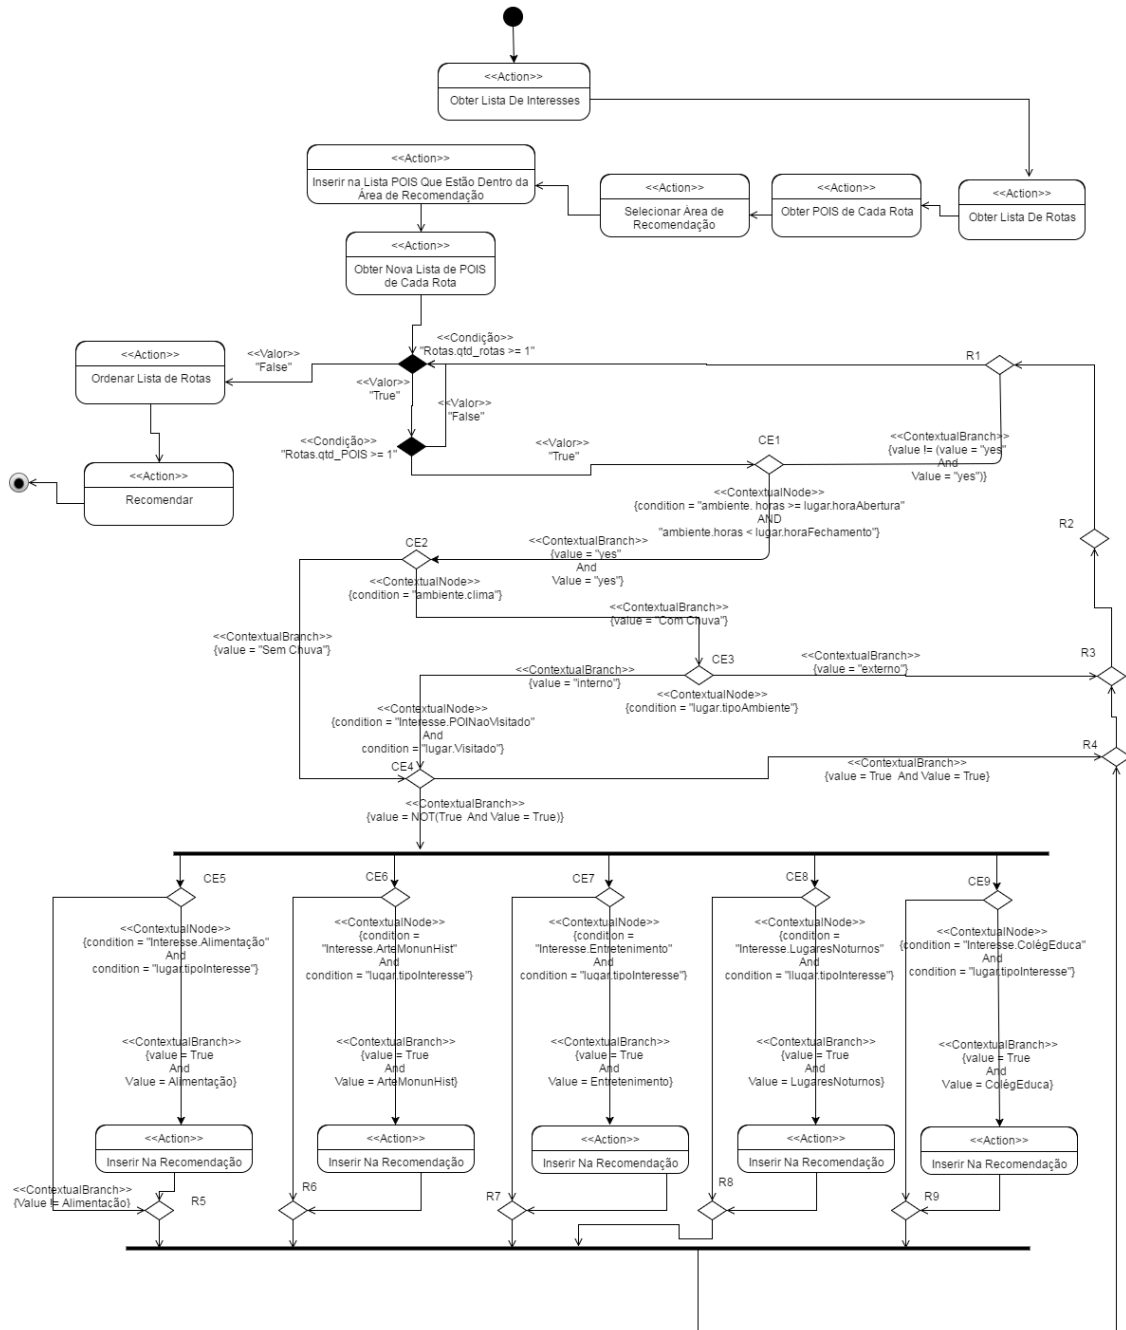 <<Action>>
Obter Lista De Interesses
<<Action>>
Inserir na Lista POIS Que Estão Dentro da
Área de Recomendação
<<Action>>
Selecionar Área de
Recomendação
<<Action>>
Obter POIS de Cada Rota
<<Action>>
Obter Lista De Rotas
<<Action>>
Obter Nova Lista de POIS
de Cada Rota
<<Condição>>
"Rotas.qtd_rotas >= 1"
<<Action>>
Ordenar Lista de Rotas
<<Valor>>
"False"
<<Valor>>
"True"
<<Valor>>
"False"
R1
<<Condição>>
"Rotas.qtd_POIS >= 1"
<<Valor>>
"True"
CE1
<<ContextualBranch>>
{value != (value = "yes"
And
Value = "yes")}
<<Action>>
Recomendar
<<ContextualNode>>
{condition = "ambiente. horas >= lugar.horaAbertura"
AND
"ambiente.horas < lugar.horaFechamento"}
R2
CE2
<<ContextualBranch>>
{value = "yes"
And
Value = "yes"}
<<ContextualNode>>
{condition = "ambiente.clima"}
<<ContextualBranch>>
{value = "Com Chuva"}
<<ContextualBranch>>
{value = "Sem Chuva"}
CE3
<<ContextualBranch>>
{value = "interno"}
<<ContextualBranch>>
{value = "externo"}
R3
<<ContextualNode>>
{condition = "lugar.tipoAmbiente"}
<<ContextualNode>>
{condition = "Interesse.POINaoVisitado"
And
condition = "lugar.Visitado"}
CE4
R4
<<ContextualBranch>>
{value = True And Value = True}
<<ContextualBranch>>
{value = NOT(True And Value = True)}
CE5
CE6
CE7
CE8
CE9
<<ContextualNode>>
{condition = "Interesse.Alimentação"
And
condition = "lugar.tipoInteresse"}
<<ContextualNode>>
{condition =
"Interesse.ArteMonunHist"
And
condition = "lugar.tipoInteresse"}
<<ContextualNode>>
{condition =
"Interesse.Entretenimento"
And
condition = "lugar.tipoInteresse"}
<<ContextualNode>>
{condition =
"Interesse.LugaresNoturnos"
And
condition = "lugar.tipoInteresse"}
<<ContextualNode>>
{condition = "Interesse.ColégEduca"
And
condition = "lugar.tipoInteresse"}
<<ContextualBranch>>
{value = True
And
Value = Alimentação}
<<ContextualBranch>>
{value = True
And
Value = ArteMonunHist}
<<ContextualBranch>>
{value = True
And
Value = Entretenimento}
<<ContextualBranch>>
{value = True
And
Value = LugaresNoturnos}
<<ContextualBranch>>
{value = True
And
Value = ColégEduca}
<<Action>>
Inserir Na Recomendação
<<Action>>
Inserir Na Recomendação
<<Action>>
Inserir Na Recomendação
<<Action>>
Inserir Na Recomendação
<<Action>>
Inserir Na Recomendação
<<ContextualBranch>>
{Value != Alimentação}
R5
R6
R7
R8
R9